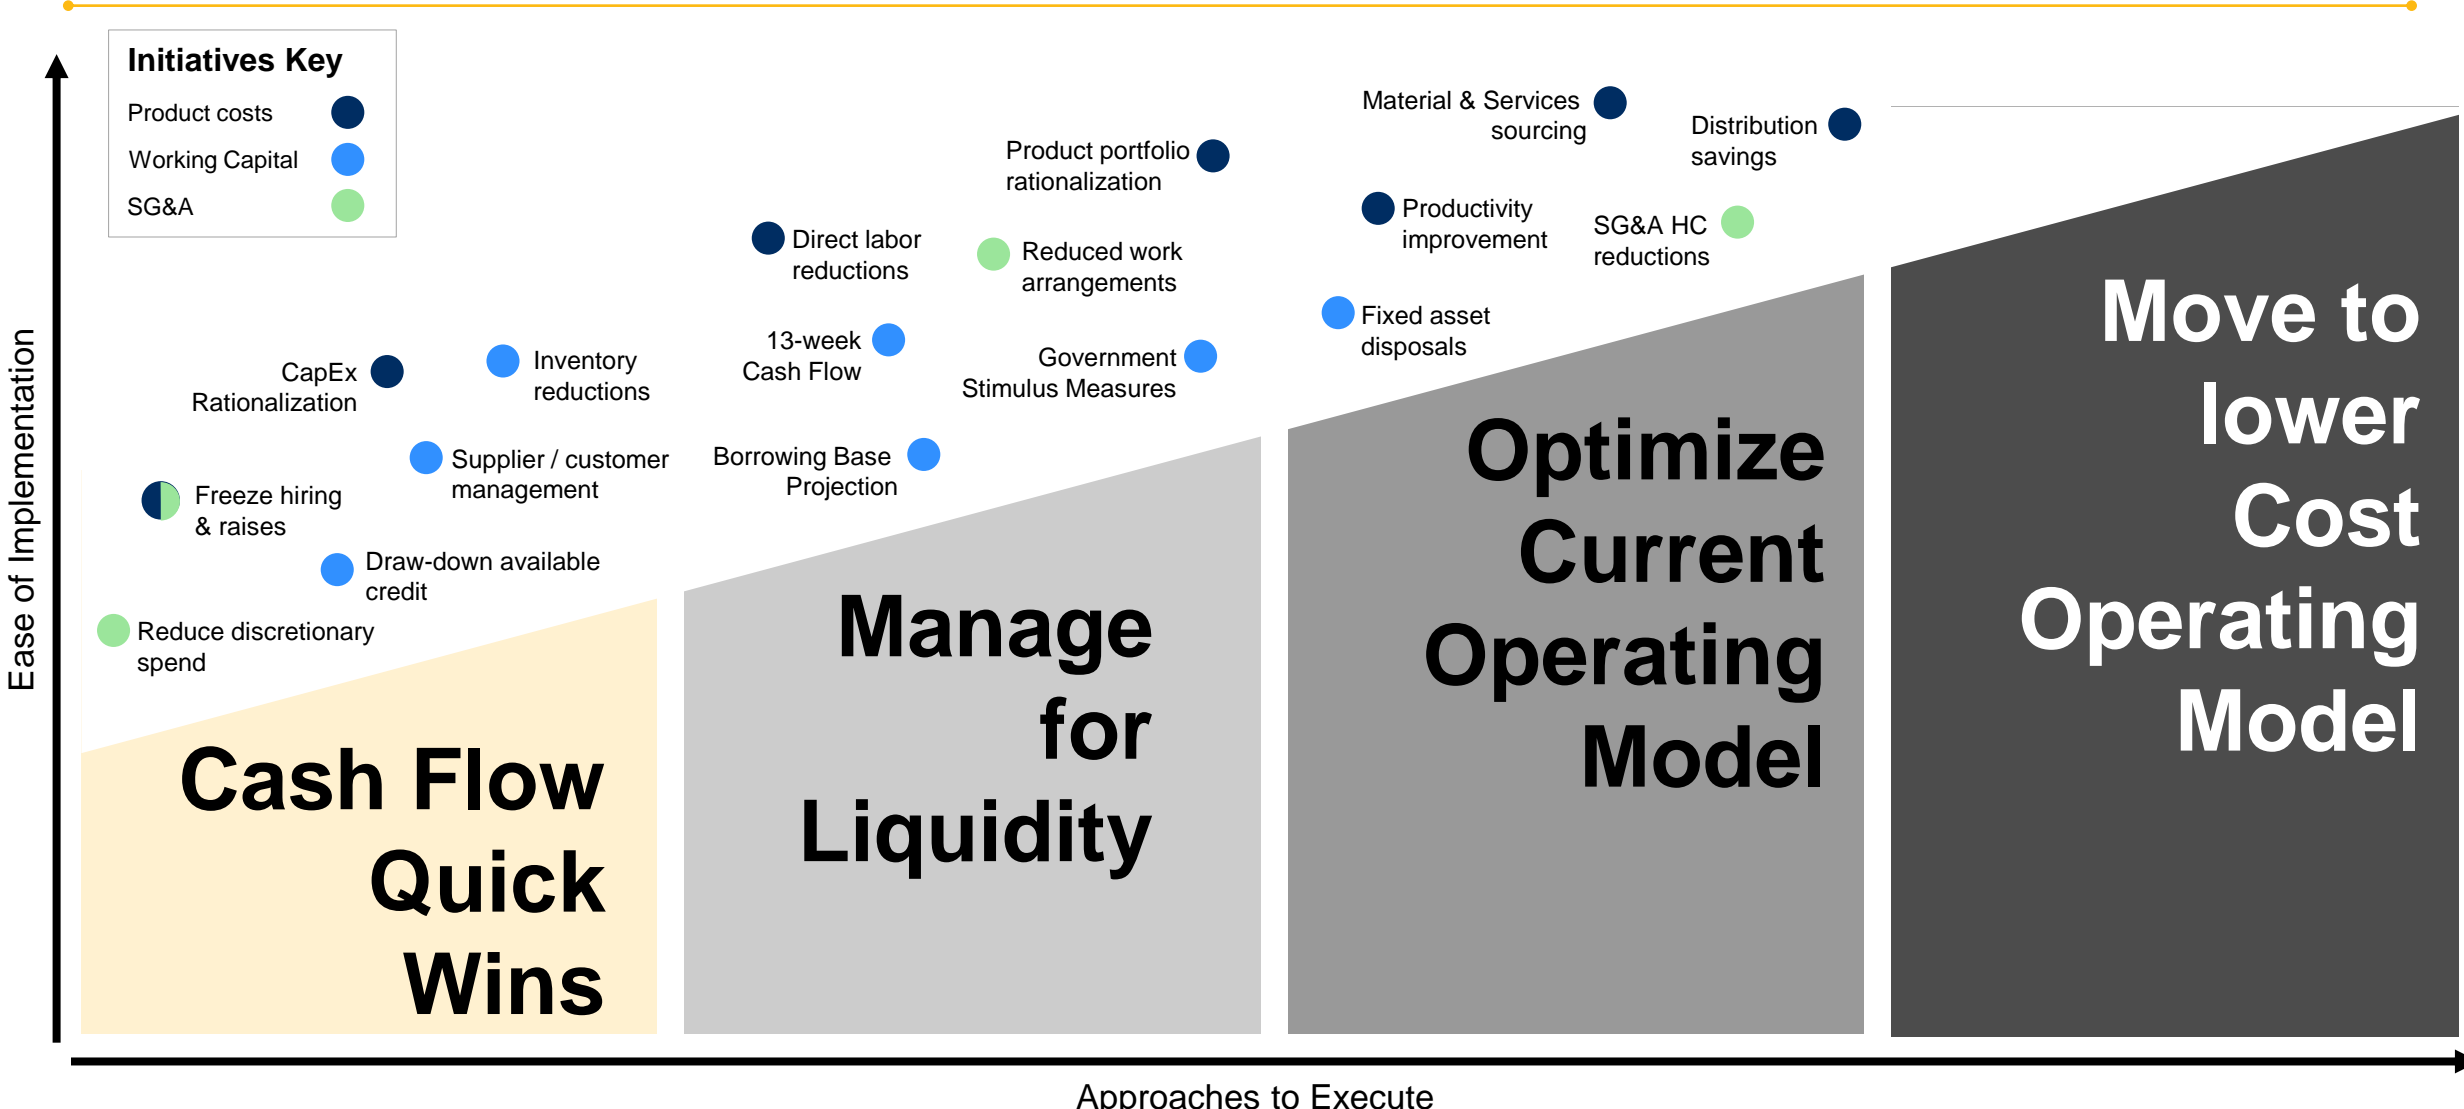 Initiatives Key
Product costs
Working Capital
SG&A
Ease of Implementation
CapEx
Rationalization
Inventory
reductions
Supplier / customer
management
Freeze hiring
& raises
Draw-down available
credit
Reduce discretionary
spend
Direct labor
reductions
Product portfolio
rationalization
Reduced work
arrangements
13-week
Cash Flow
Government
Stimulus Measures
Borrowing Base
Projection
Material & Services
sourcing
Distribution
savings
Productivity
improvement
SG&A HC
reductions
Fixed asset
disposals
Cash Flow
Quick
Wins
Manage
for
Liquidity
Optimize
Current
Operating
Model
Move to
lower
Cost
Operating
Model
Approaches to Execute